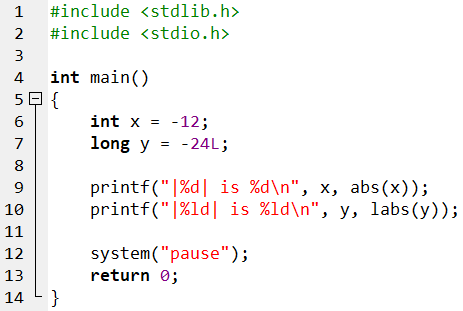 1 #include <stdlib.h>
2 #include <stdio.h>
3
4 int main()
5 {
6     int x = -12;
7     long y = -24L;
8
9     printf("|%d| is %d\n", x, abs(x));
10     printf("|%ld| is %ld\n", y, labs(y));
11
12     system("pause");
13     return 0;
14 }